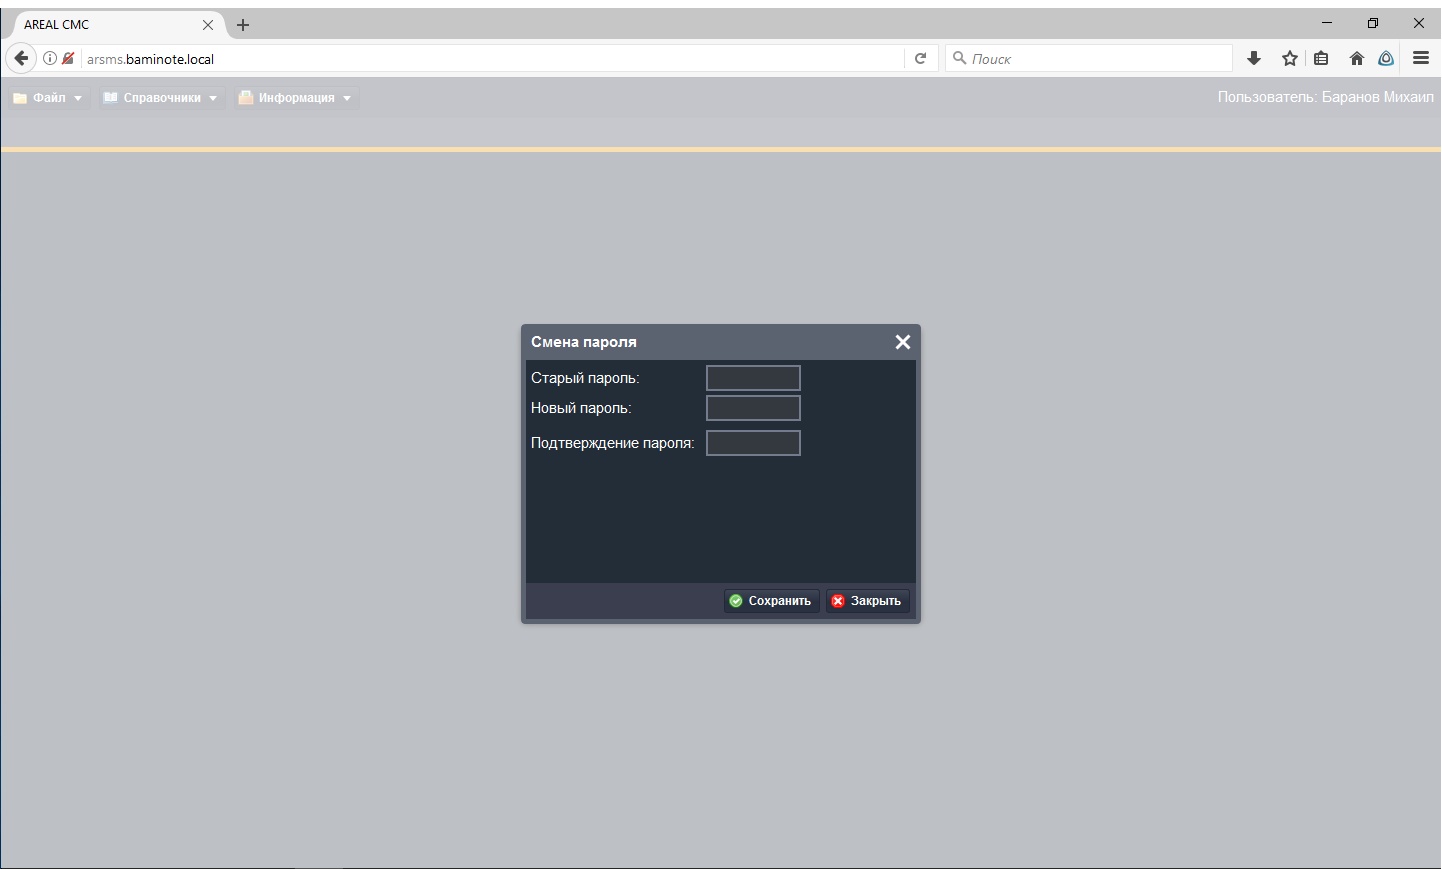 AREAL CMC
arsms.baminote.local
Поиск
Файл Справочники Информация Пользователь: Баранов Михаил
Смена пароля
Старый пароль:
Новый пароль:
Подтверждение пароля:
Сохранить Закрыть